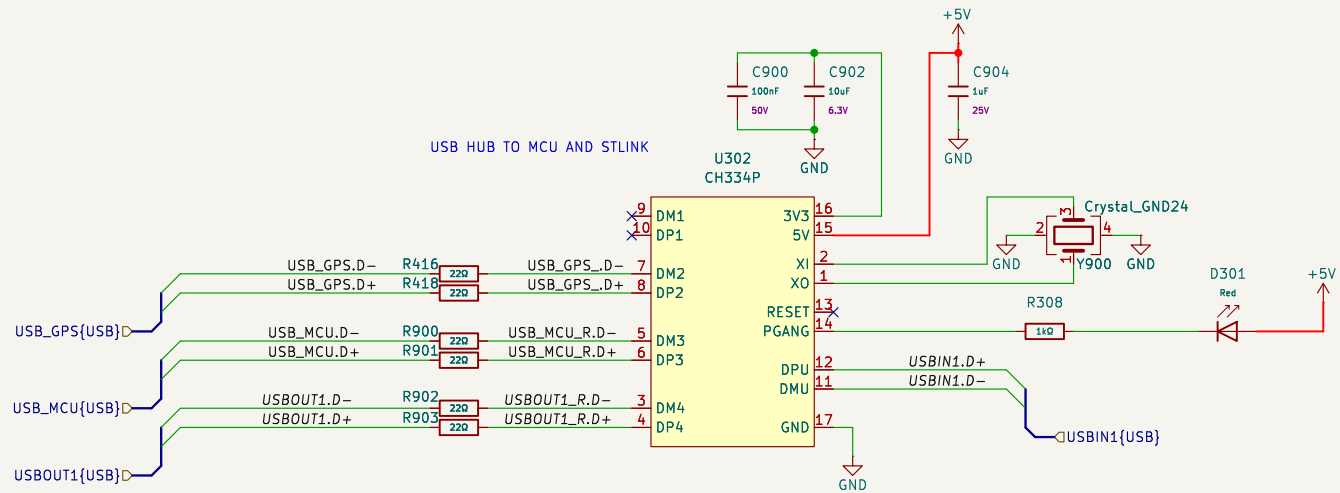 +5V
C900
100nF
50V
C902
10uF
6.3V
C904
1uF
25V
GND
GND
USB HUB TO MCU AND STLINK
U302
CH334P
9 DM1
10 DP1
7 DM2
8 DP2
5 DM3
6 DP3
3 DM4
4 DP4
3V3 16
5V 15
XI 2
XO 1
RESET 13
PGANG 14
DPU 12
DMU 11
GND 17
GND
USB_GPS.D- R416 22Ω USB_GPS_.D-
USB_GPS.D+ R418 22Ω USB_GPS_.D+
USB_GPS{USB}
USB_MCU.D- R900 22Ω USB_MCU_R.D-
USB_MCU.D+ R901 22Ω USB_MCU_R.D+
USB_MCU{USB}
USBOUT1.D- R902 22Ω USBOUT1_R.D-
USBOUT1.D+ R903 22Ω USBOUT1_R.D+
USBOUT1{USB}
Crystal_GND24
3
2
4
1
Y900
GND
GND
R308
1kΩ
D301
Red
+5V
USBIN1.D+
USBIN1.D-
USBIN1{USB}